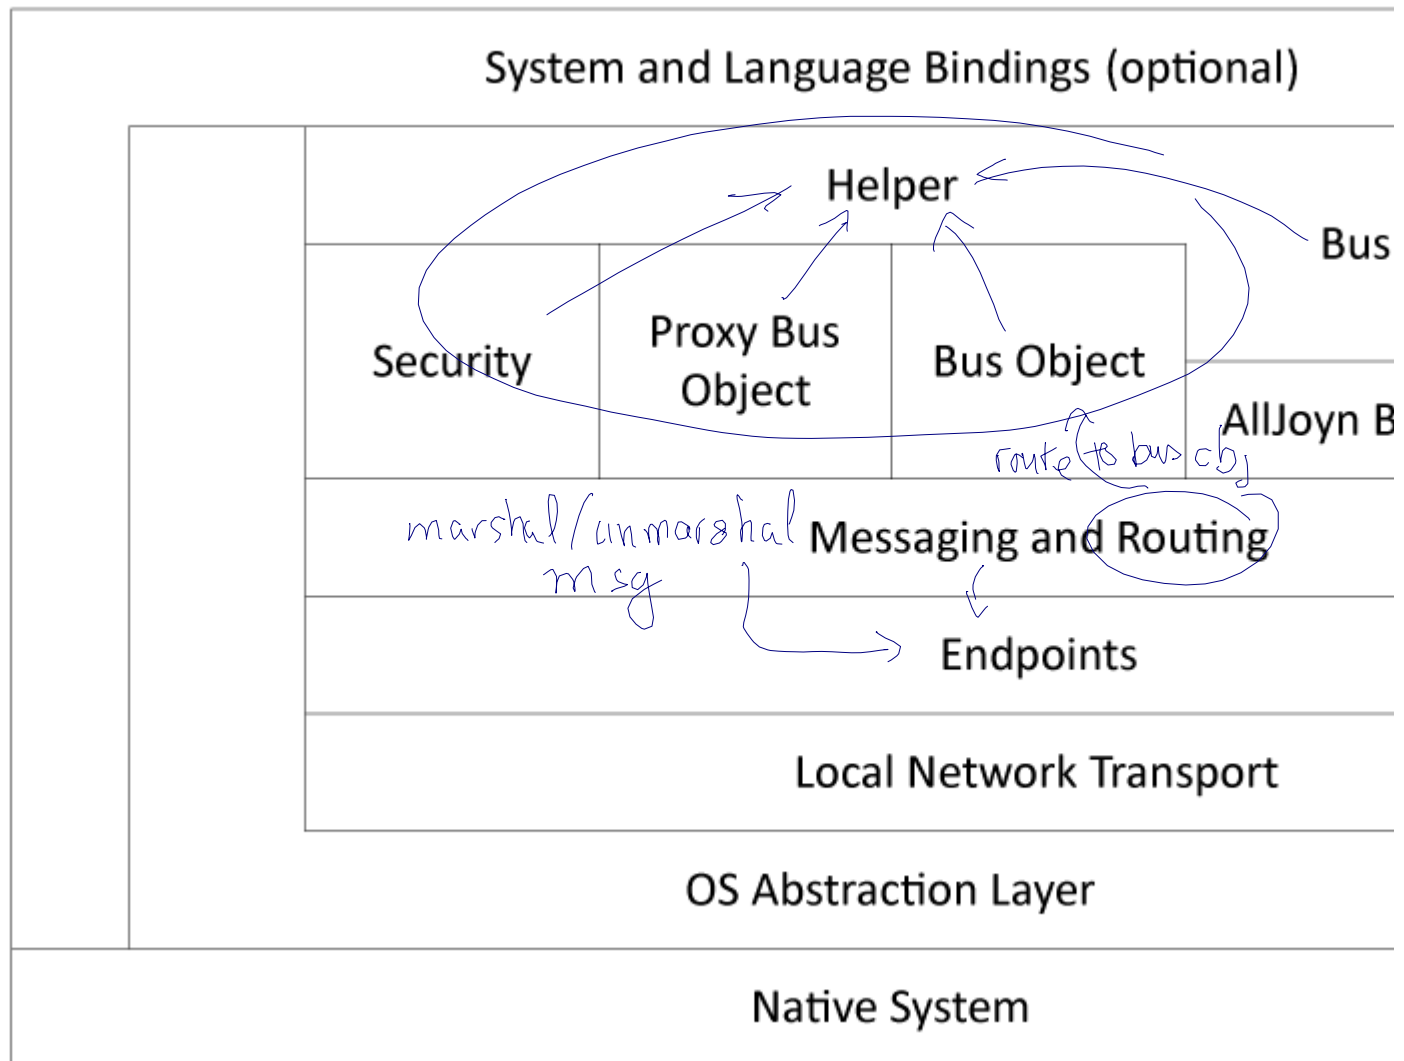 System and Language Bindings (optional)
Helper
Bus
Security
Proxy Bus
Object
Bus Object
AllJoyn B
route to bus obj
marshal/unmarshal
msg
Messaging and Routing
Endpoints
Local Network Transport
OS Abstraction Layer
Native System